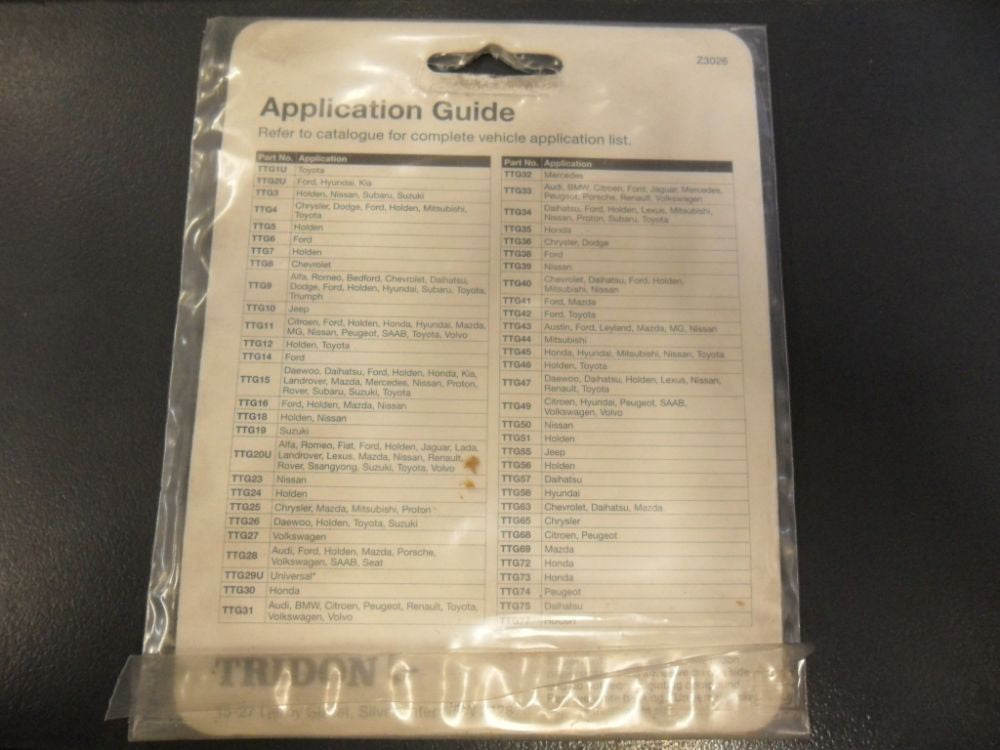 Z3026
Application Guide
Refer to catalogue for complete vehicle application list.
Part No. Application
TTG1U Toyota
TTG2U Ford, Hyundai, Kia
TTG3 Holden, Nissan, Subaru, Suzuki
TTG4 Chrysler, Dodge, Ford, Holden, Mitsubishi,
Toyota
TTG5 Holden
TTG6 Ford
TTG7 Holden
TTG8 Chevrolet
TTG9 Alfa, Romeo, Bedford, Chevrolet, Daihatsu,
Dodge, Ford, Holden, Hyundai, Subaru, Toyota,
Triumph
TTG10 Jeep
TTG11 Citroen, Ford, Holden, Honda, Hyundai, Mazda,
MG, Nissan, Peugeot, SAAB, Toyota, Volvo
TTG12 Holden, Toyota
TTG14 Ford
TTG15 Daewoo, Daihatsu, Ford, Holden, Honda, Kia,
Landrover, Mazda, Mercedes, Nissan, Proton,
Rover, Subaru, Suzuki, Toyota
TTG16 Ford, Holden, Mazda, Nissan
TTG18 Holden, Nissan
TTG19 Suzuki
TTG20U Alfa, Romeo, Fiat, Ford, Holden, Jaguar, Lada,
Landrover, Lexus, Mazda, Nissan, Renault,
Rover, Ssangyong, Suzuki, Toyota, Volvo
TTG23 Nissan
TTG24 Holden
TTG25 Chrysler, Mazda, Mitsubishi, Proton
TTG26 Daewoo, Holden, Toyota, Suzuki
TTG27 Volkswagen
TTG28 Audi, Ford, Holden, Mazda, Porsche,
Volkswagen, SAAB, Seat
TTG29U Universal*
TTG30 Honda
TTG31 Audi, BMW, Citroen, Peugeot, Renault, Toyota,
Volkswagen, Volvo
Part No. Application
TTG32 Mercedes
TTG33 Audi, BMW, Citroen, Ford, Jaguar, Mercedes,
Peugeot, Porsche, Renault, Volkswagen
TTG34 Daihatsu, Ford, Holden, Lexus, Mitsubishi,
Nissan, Proton, Subaru, Toyota
TTG35 Honda
TTG36 Chrysler, Dodge
TTG38 Ford
TTG39 Nissan
TTG40 Chevrolet, Daihatsu, Ford, Holden,
Mitsubishi, Nissan
TTG41 Ford, Mazda
TTG42 Ford, Toyota
TTG43 Austin, Ford, Leyland, Mazda, MG, Nissan
TTG44 Mitsubishi
TTG45 Honda, Hyundai, Mitsubishi, Nissan, Toyota
TTG46 Holden, Toyota
TTG47 Daewoo, Daihatsu, Holden, Lexus, Nissan,
Renault, Toyota
TTG49 Citroen, Hyundai, Peugeot, SAAB,
Volkswagen, Volvo
TTG50 Nissan
TTG51 Holden
TTG55 Jeep
TTG56 Holden
TTG57 Daihatsu
TTG58 Hyundai
TTG63 Chevrolet, Daihatsu, Mazda
TTG65 Chrysler
TTG68 Citroen, Peugeot
TTG69 Mazda
TTG72 Honda
TTG73 Honda
TTG74 Peugeot
TTG75 Daihatsu
TTG77 Holden
TRIDON